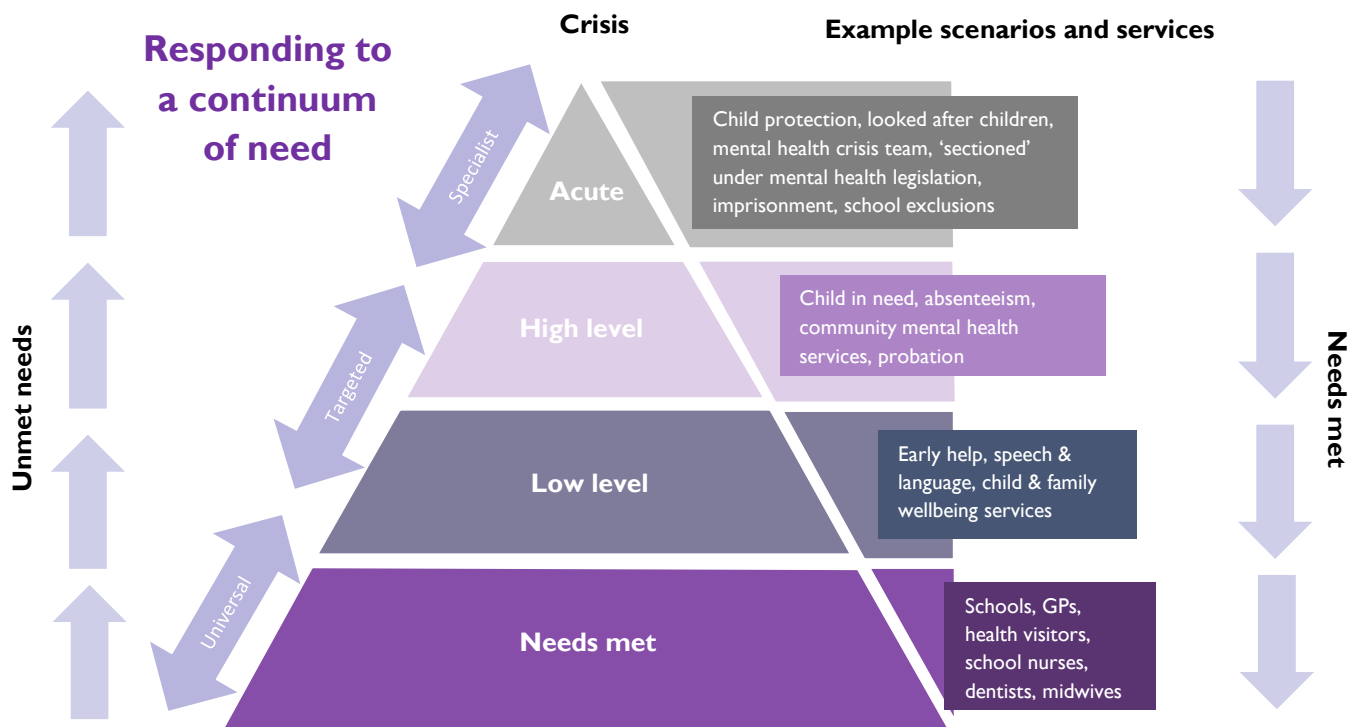 Responding to
a continuum
of need
Crisis
Example scenarios and services
Unmet needs
Specialist
Targeted
Universal
Acute
High level
Low level
Needs met
Child protection, looked after children,
mental health crisis team, ‘sectioned’
under mental health legislation,
imprisonment, school exclusions
Child in need, absenteeism,
community mental health
services, probation
Early help, speech &
language, child & family
wellbeing services
Schools, GPs,
health visitors,
school nurses,
dentists, midwives
Needs met